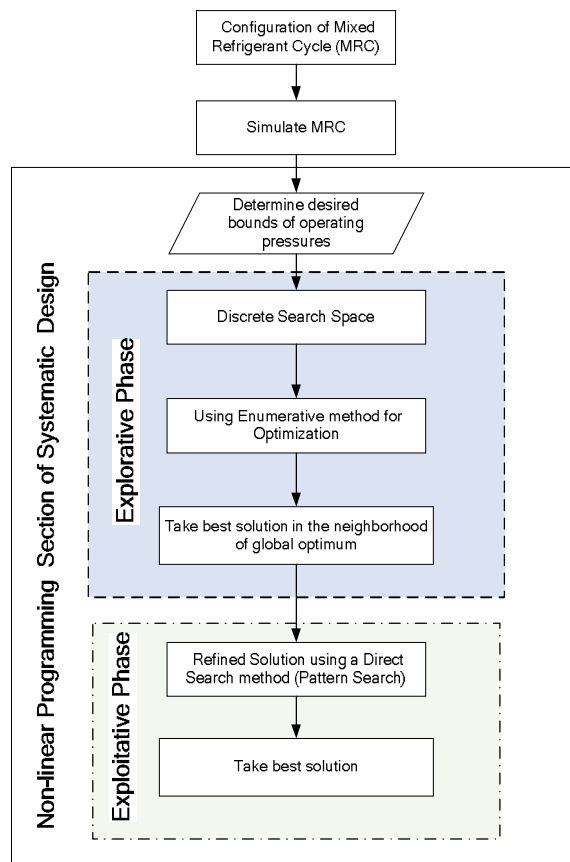 Configuration of Mixed
Refrigerant Cycle (MRC)
Simulate MRC
Non-linear Programming Section of Systematic Design
Determine desired
bounds of operating
pressures
Explorative Phase
Discrete Search Space
Using Enumerative method for
Optimization
Take best solution in the neighborhood
of global optimum
Exploitative Phase
Refined Solution using a Direct
Search method (Pattern Search)
Take best solution